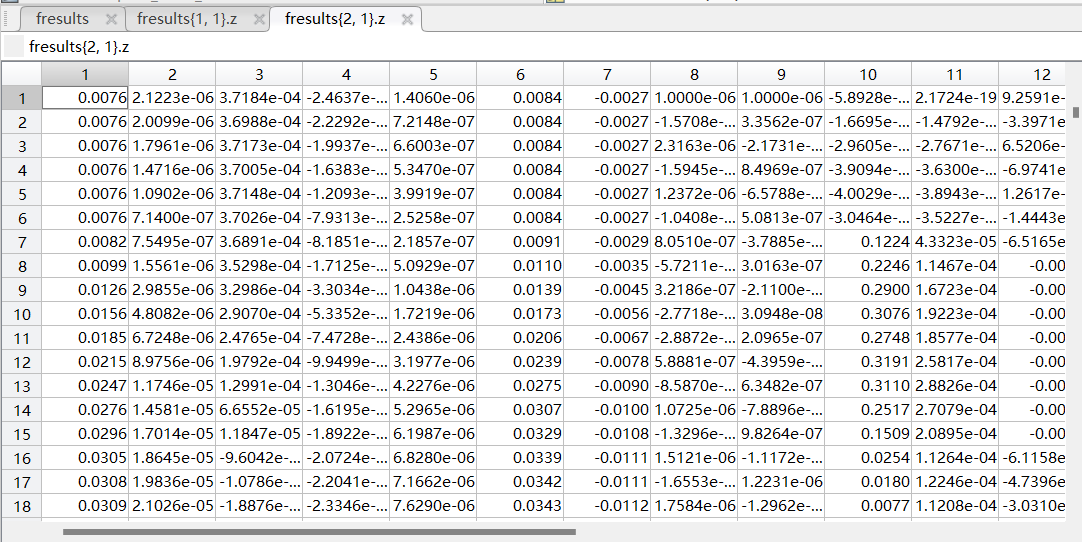 fresults fresults{1, 1}.z fresults{2, 1}.z
fresults{2, 1}.z
1 2 3 4 5 6 7 8 9 10 11 12
1 0.0076 2.1223e-06 3.7184e-04 -2.4637e-... 1.4060e-06 0.0084 -0.0027 1.0000e-06 1.0000e-06 -5.8928e-... 2.1724e-19 9.2591e-
2 0.0076 2.0099e-06 3.6988e-04 -2.2292e-... 7.2148e-07 0.0084 -0.0027 -1.5708e-... 3.3562e-07 -1.6695e-... -1.4792e-... -3.3971e
3 0.0076 1.7961e-06 3.7173e-04 -1.9937e-... 6.6003e-07 0.0084 -0.0027 2.3163e-06 -2.1731e-... -2.9605e-... -2.7671e-... 6.5206e-
4 0.0076 1.4716e-06 3.7005e-04 -1.6383e-... 5.3470e-07 0.0084 -0.0027 -1.5945e-... 8.4969e-07 -3.9094e-... -3.6300e-... -6.9741e
5 0.0076 1.0902e-06 3.7148e-04 -1.2093e-... 3.9919e-07 0.0084 -0.0027 1.2372e-06 -6.5788e-... -4.0029e-... -3.8943e-... 1.2617e-
6 0.0076 7.1400e-07 3.7026e-04 -7.9313e-... 2.5258e-07 0.0084 -0.0027 -1.0408e-... 5.0813e-07 -3.0464e-... -3.5227e-... -1.4443e
7 0.0082 7.5495e-07 3.6891e-04 -8.1851e-... 2.1857e-07 0.0091 -0.0029 8.0510e-07 -3.7885e-... 0.1224 4.3323e-05 -6.5165e
8 0.0099 1.5561e-06 3.5298e-04 -1.7125e-... 5.0929e-07 0.0110 -0.0035 -5.7211e-... 3.0163e-07 0.2246 1.1467e-04 -0.00
9 0.0126 2.9855e-06 3.2986e-04 -3.3034e-... 1.0438e-06 0.0139 -0.0045 3.2186e-07 -2.1100e-... 0.2900 1.6723e-04 -0.00
10 0.0156 4.8082e-06 2.9070e-04 -5.3352e-... 1.7219e-06 0.0173 -0.0056 -2.7718e-... 3.0948e-08 0.3076 1.9223e-04 -0.00
11 0.0185 6.7248e-06 2.4765e-04 -7.4728e-... 2.4386e-06 0.0206 -0.0067 -2.8872e-... 2.0965e-07 0.2748 1.8577e-04 -0.00
12 0.0215 8.9756e-06 1.9792e-04 -9.9499e-... 3.1977e-06 0.0239 -0.0078 5.8881e-07 -4.3959e-... 0.3191 2.5817e-04 -0.00
13 0.0247 1.1746e-05 1.2991e-04 -1.3046e-... 4.2276e-06 0.0275 -0.0090 -8.5870e-... 6.3482e-07 0.3110 2.8826e-04 -0.00
14 0.0276 1.4581e-05 6.6552e-05 -1.6195e-... 5.2965e-06 0.0307 -0.0100 1.0725e-06 -7.8896e-... 0.2517 2.7079e-04 -0.00
15 0.0296 1.7014e-05 1.1847e-05 -1.8922e-... 6.1987e-06 0.0329 -0.0108 -1.3296e-... 9.8264e-07 0.1509 2.0895e-04 -0.00
16 0.0305 1.8645e-05 -9.6042e-... -2.0724e-... 6.8280e-06 0.0339 -0.0111 1.5121e-06 -1.1172e-... 0.0254 1.1264e-04 -6.1158e
17 0.0308 1.9836e-05 -1.0786e-... -2.2041e-... 7.1662e-06 0.0342 -0.0111 -1.6553e-... 1.2231e-06 0.0180 1.2246e-04 -4.7396e
18 0.0309 2.1026e-05 -1.8876e-... -2.3346e-... 7.6290e-06 0.0343 -0.0112 1.7584e-06 -1.2962e-... 0.0077 1.1208e-04 -3.0310e